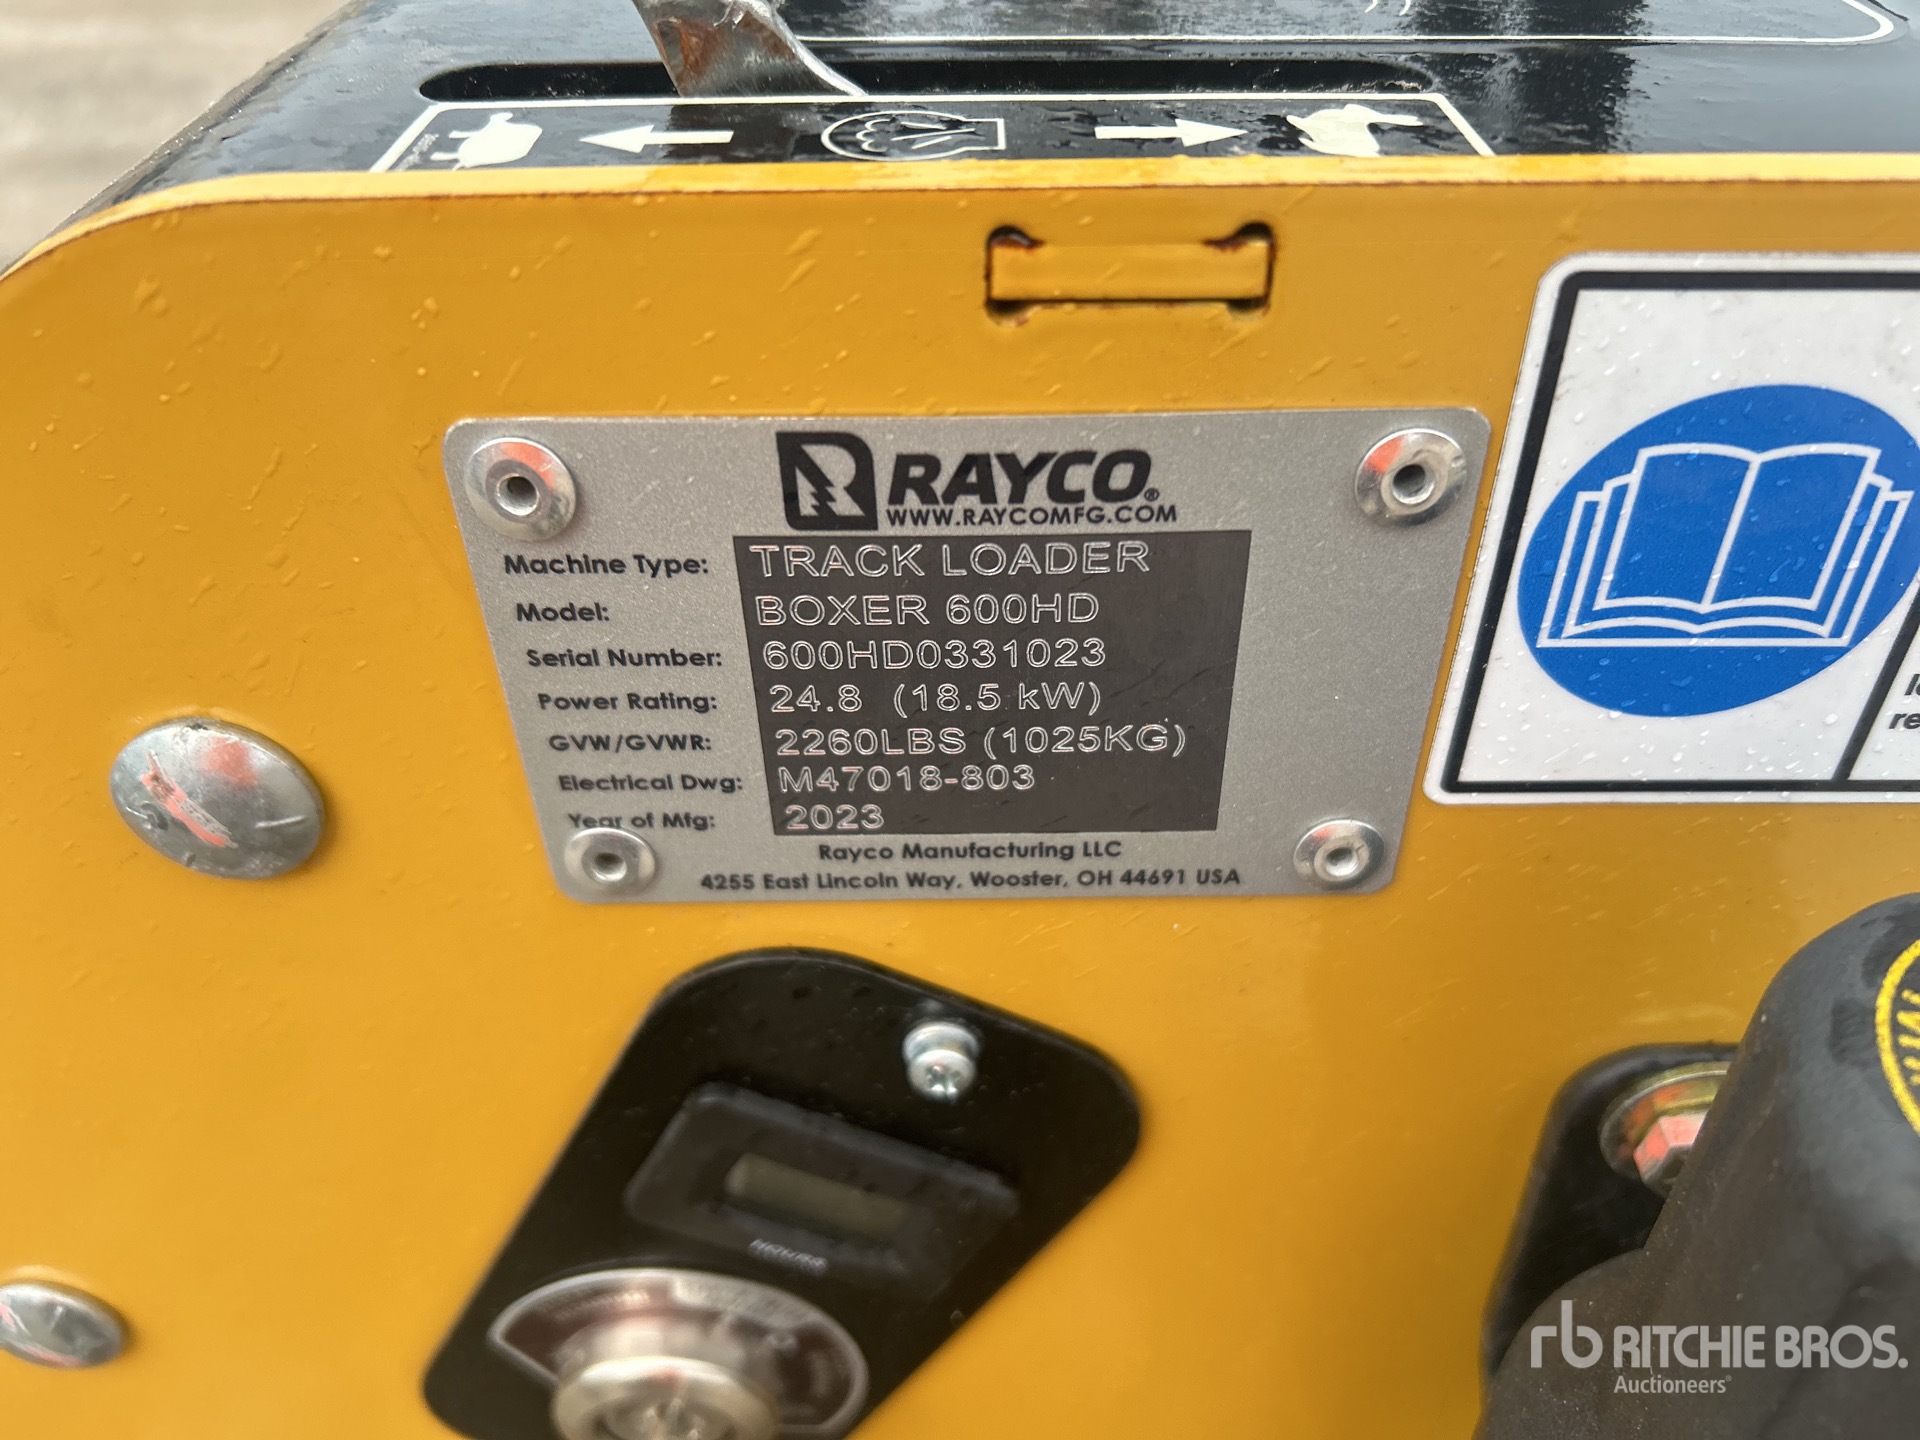 RAYCO®
WWW.RAYCOMFG.COM
Machine Type: TRACK LOADER
Model: BOXER 600HD
Serial Number: 600HD0331023
Power Rating: 24.8 (18.5 kW)
GVW/GVWR: 2260LBS (1025KG)
Electrical Dwg: M47018-803
Year of Mfg: 2023
Rayco Manufacturing LLC
4255 East Lincoln Way, Wooster, OH 44691 USA
HOURS
rb RITCHIE BROS.
Auctioneers®